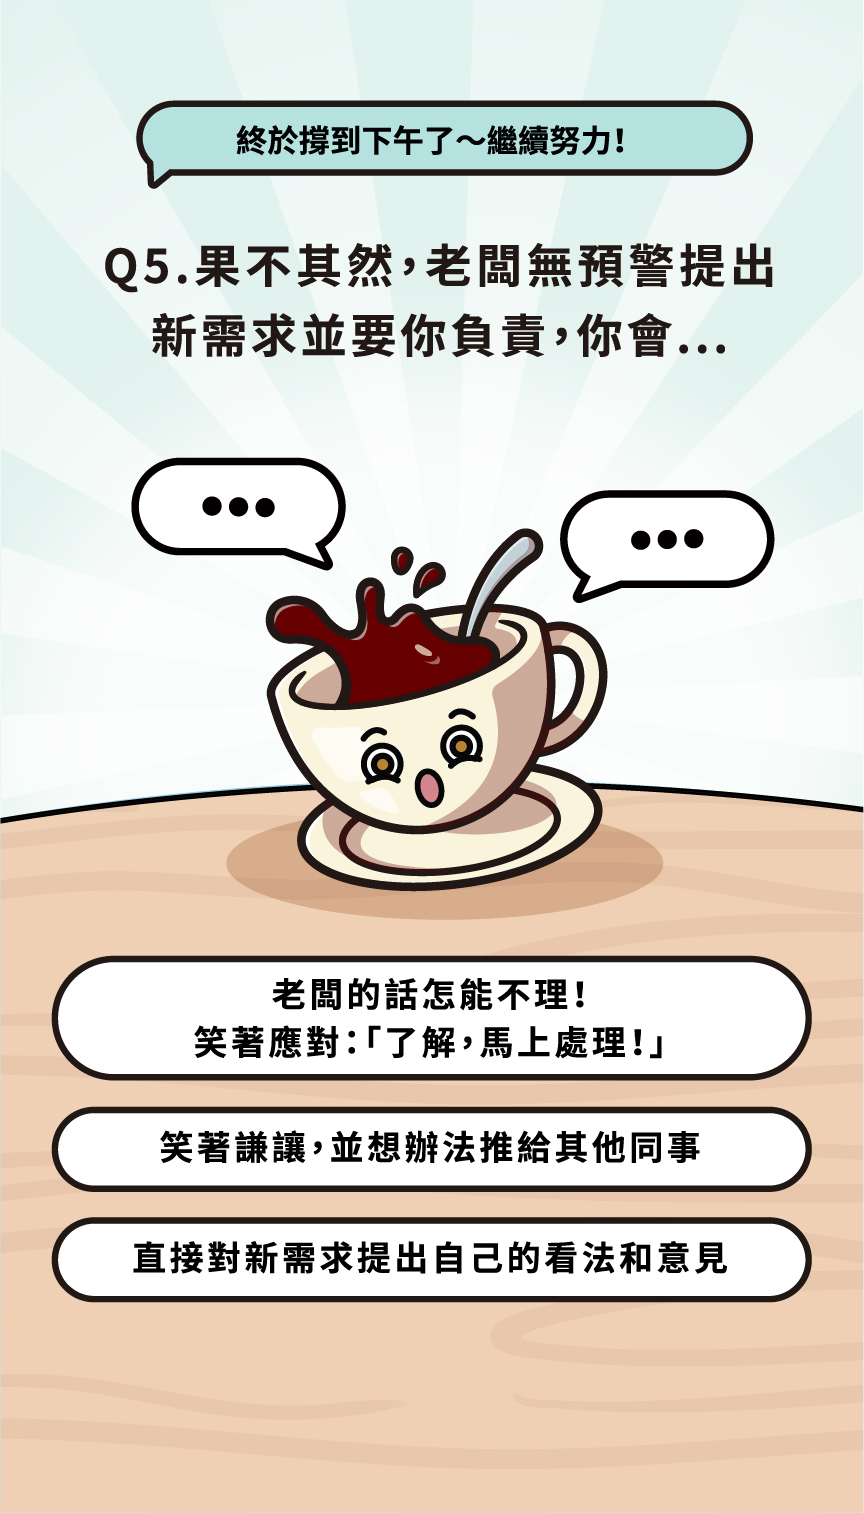 終於撐到下午了～繼續努力！
Q5.果不其然，老闆無預警提出
新需求並要你負責，你會...
老闆的話怎能不理！
笑著應對：「了解，馬上處理！」
笑著謙讓，並想辦法推給其他同事
直接對新需求提出自己的看法和意見